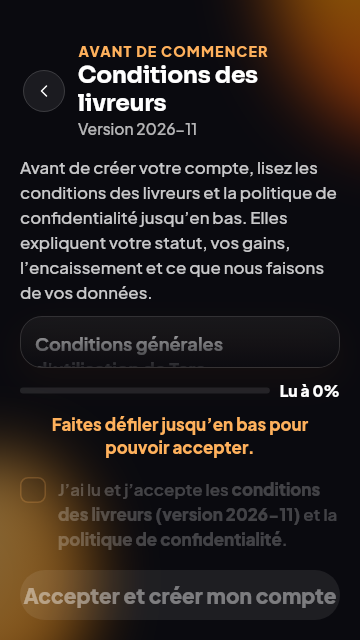 AVANT DE COMMENCER
Conditions des
livreurs
Version 2026-11
Avant de créer votre compte, lisez les
conditions des livreurs et la politique de
confidentialité jusqu'en bas. Elles
expliquent votre statut, vos gains,
l'encaissement et ce que nous faisons
de vos données.
Conditions générales
d'utilisation de
Lu à 0%
Faites défiler jusqu'en bas pour
pouvoir accepter.
J'ai lu et j'accepte les conditions
des livreurs (version 2026-11) et la
politique de confidentialité.
Accepter et créer mon compte